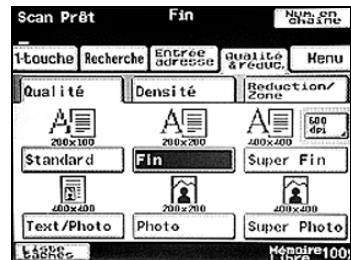 Scan Prêt Fin Num.en chaîne
1-touche Recherche Entrée adresse Qualité &réduc. Menu
Qualité Densité Reduction/ Zone
200x100 200x200 400x400 600 dpi
Standard Fin Super Fin
400x400 200x200 400x400
Text/Photo Photo Super Photo
Liste tâches Mémoire Libre 100